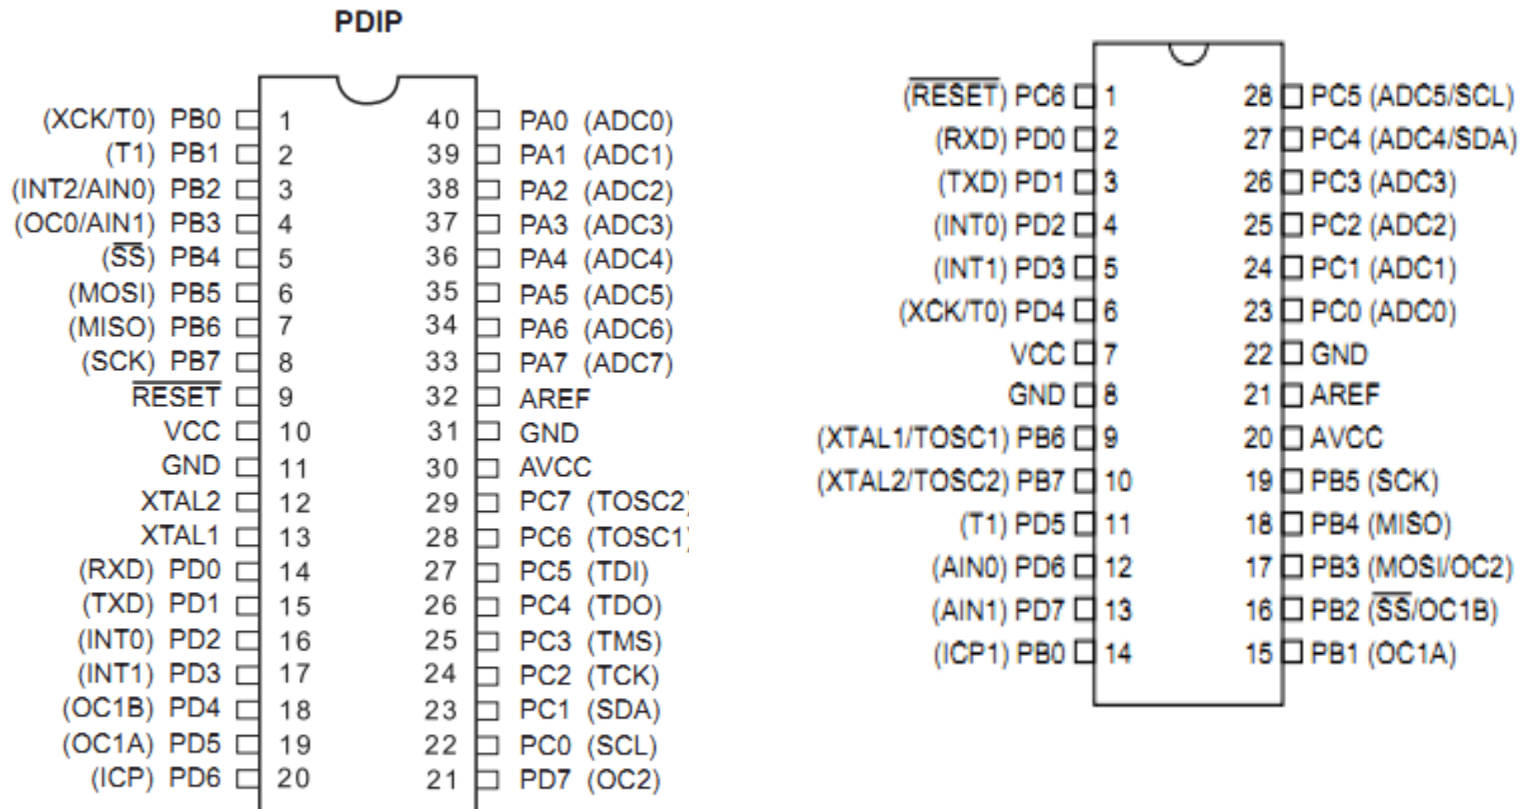 PDIP
(XCK/T0) PB0 1 40 PA0 (ADC0)
(T1) PB1 2 39 PA1 (ADC1)
(INT2/AIN0) PB2 3 38 PA2 (ADC2)
(OC0/AIN1) PB3 4 37 PA3 (ADC3)
(SS) PB4 5 36 PA4 (ADC4)
(MOSI) PB5 6 35 PA5 (ADC5)
(MISO) PB6 7 34 PA6 (ADC6)
(SCK) PB7 8 33 PA7 (ADC7)
RESET 9 32 AREF
VCC 10 31 GND
GND 11 30 AVCC
XTAL2 12 29 PC7 (TOSC2)
XTAL1 13 28 PC6 (TOSC1)
(RXD) PD0 14 27 PC5 (TDI)
(TXD) PD1 15 26 PC4 (TDO)
(INT0) PD2 16 25 PC3 (TMS)
(INT1) PD3 17 24 PC2 (TCK)
(OC1B) PD4 18 23 PC1 (SDA)
(OC1A) PD5 19 22 PC0 (SCL)
(ICP) PD6 20 21 PD7 (OC2)
(RESET) PC6 1 28 PC5 (ADC5/SCL)
(RXD) PD0 2 27 PC4 (ADC4/SDA)
(TXD) PD1 3 26 PC3 (ADC3)
(INT0) PD2 4 25 PC2 (ADC2)
(INT1) PD3 5 24 PC1 (ADC1)
(XCK/T0) PD4 6 23 PC0 (ADC0)
VCC 7 22 GND
GND 8 21 AREF
(XTAL1/TOSC1) PB6 9 20 AVCC
(XTAL2/TOSC2) PB7 10 19 PB5 (SCK)
(T1) PD5 11 18 PB4 (MISO)
(AIN0) PD6 12 17 PB3 (MOSI/OC2)
(AIN1) PD7 13 16 PB2 (SS/OC1B)
(ICP1) PB0 14 15 PB1 (OC1A)